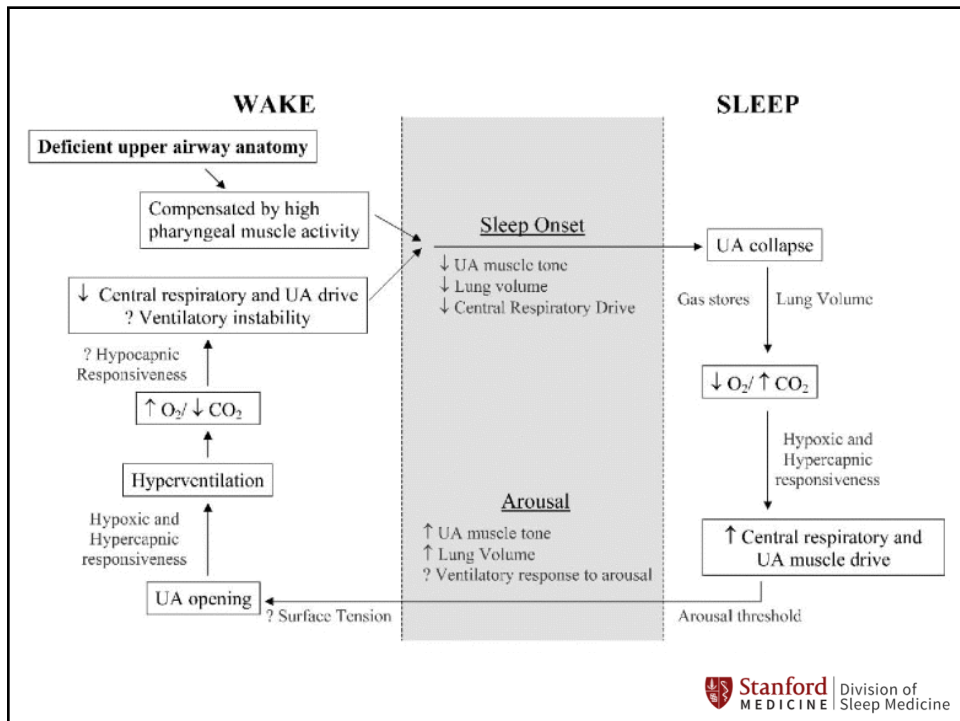 WAKE
SLEEP
Deficient upper airway anatomy
Compensated by high
pharyngeal muscle activity
↓ Central respiratory and UA drive
? Ventilatory instability
? Hypocapnic
Responsiveness
↑ O₂/ ↓ CO₂
Hyperventilation
Hypoxic and
Hypercapnic
responsiveness
UA opening
Sleep Onset
↓ UA muscle tone
↓ Lung volume
↓ Central Respiratory Drive
Arousal
↑ UA muscle tone
↑ Lung Volume
? Ventilatory response to arousal
? Surface Tension
UA collapse
Gas stores
Lung Volume
↓ O₂/ ↑ CO₂
Hypoxic and
Hypercapnic
responsiveness
↑ Central respiratory and
UA muscle drive
Arousal threshold
Stanford
MEDICINE
Division of
Sleep Medicine